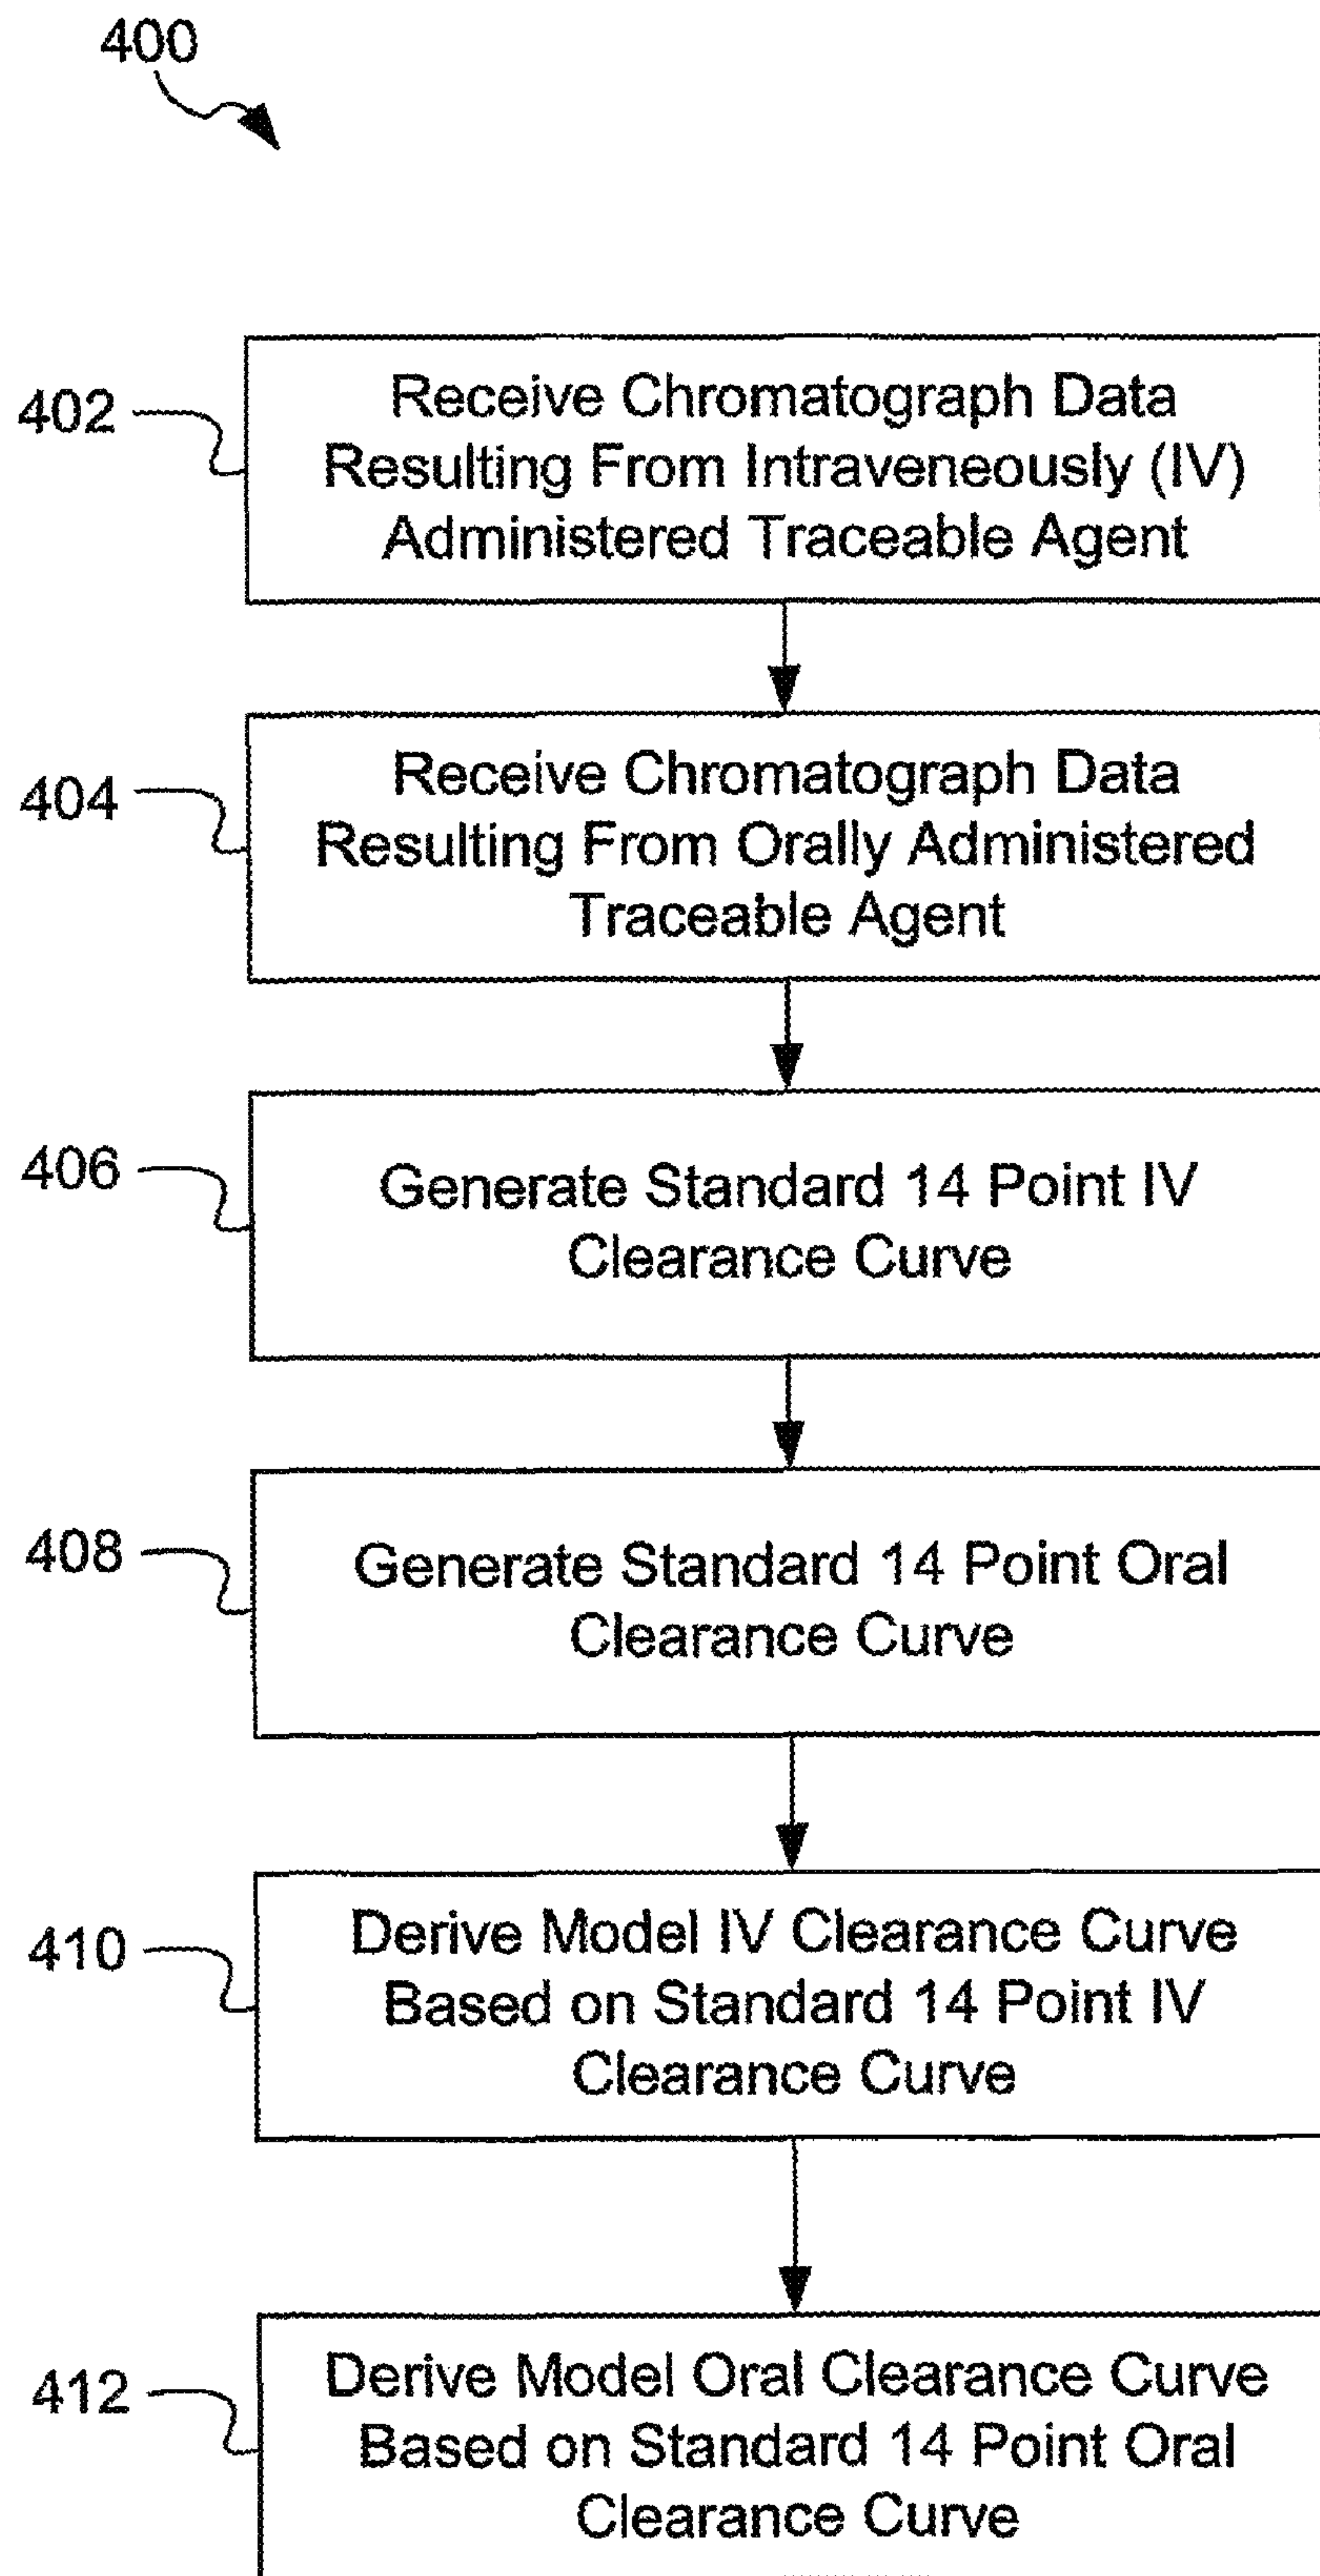 400
402
Receive Chromatograph Data
Resulting From Intraveneously (IV)
Administered Traceable Agent
404
Receive Chromatograph Data
Resulting From Orally Administered
Traceable Agent
406
Generate Standard 14 Point IV
Clearance Curve
408
Generate Standard 14 Point Oral
Clearance Curve
410
Derive Model IV Clearance Curve
Based on Standard 14 Point IV
Clearance Curve
412
Derive Model Oral Clearance Curve
Based on Standard 14 Point Oral
Clearance Curve